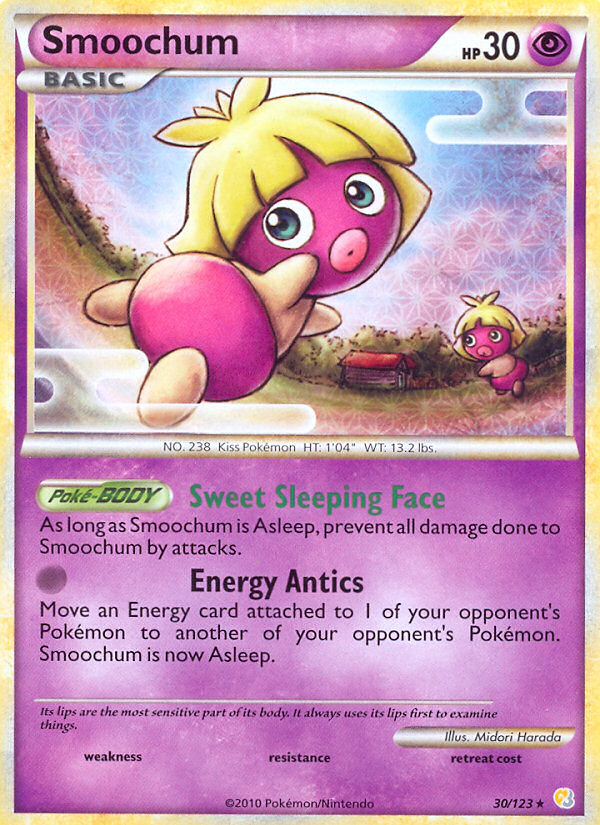 Smoochum
HP 30
BASIC
NO. 238 Kiss Pokémon HT: 1'04" WT: 13.2 lbs.
Poké-BODY Sweet Sleeping Face
As long as Smoochum is Asleep, prevent all damage done to
Smoochum by attacks.
Energy Antics
Move an Energy card attached to 1 of your opponent's
Pokémon to another of your opponent's Pokémon.
Smoochum is now Asleep.
Its lips are the most sensitive part of its body. It always uses its lips first to examine
things.
Illus. Midori Harada
weakness resistance retreat cost
©2010 Pokémon/Nintendo 30/123 ★